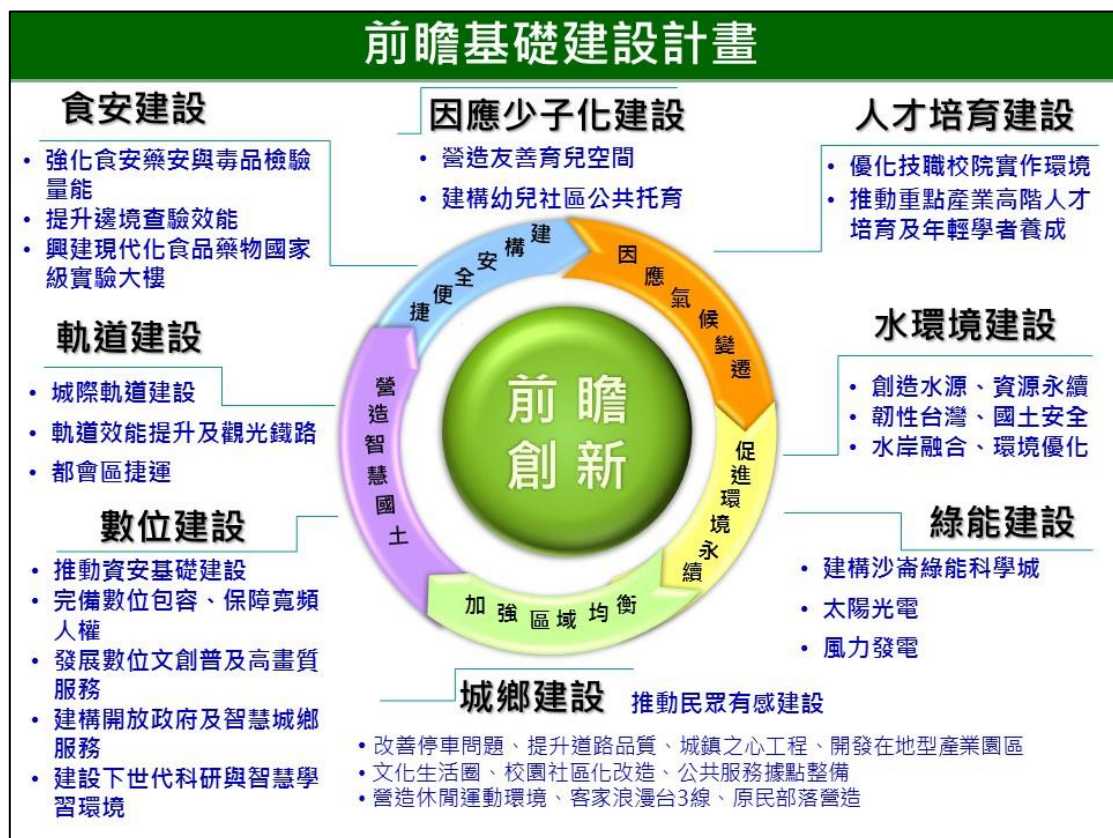 前瞻基礎建設計畫
食安建設
• 強化食安藥安與毒品檢驗
量能
• 提升邊境查驗效能
• 興建現代化食品藥物國家
級實驗大樓
因應少子化建設
• 營造友善育兒空間
• 建構幼兒社區公共托育
人才培育建設
• 優化技職校院實作環境
• 推動重點產業高階人才
培育及年輕學者養成
軌道建設
• 城際軌道建設
• 軌道效能提升及觀光鐵路
• 都會區捷運
建構安全便捷
因應氣候變遷
促進環境永續
加強區域均衡
營造智慧國土
前瞻
創新
水環境建設
• 創造水源、資源永續
• 韌性台灣、國土安全
• 水岸融合、環境優化
數位建設
• 推動資安基礎建設
• 完備數位包容、保障寬頻
人權
• 發展數位文創普及高畫質
服務
• 建構開放政府及智慧城鄉
服務
• 建設下世代科研與智慧學
習環境
綠能建設
• 建構沙崙綠能科學城
• 太陽光電
• 風力發電
城鄉建設 推動民眾有感建設
• 改善停車問題、提升道路品質、城鎮之心工程、開發在地型產業園區
• 文化生活圈、校園社區化改造、公共服務據點整備
• 營造休閒運動環境、客家浪漫台3線、原民部落營造